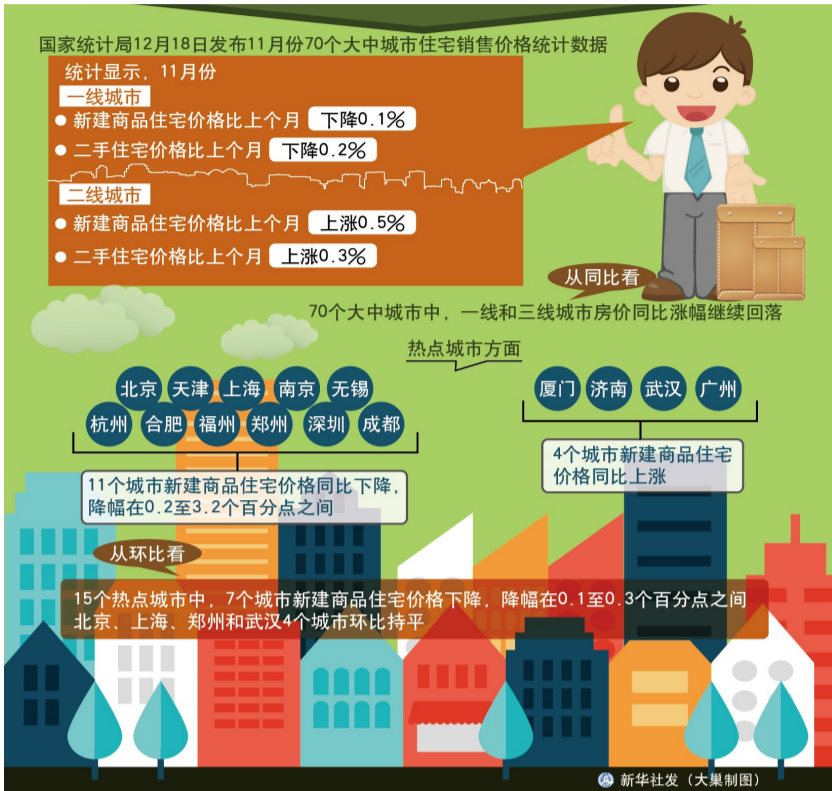 国家统计局12月18日发布11月份70个大中城市住宅销售价格统计数据
统计显示，11月份
一线城市
● 新建商品住宅价格比上个月 下降0.1%
● 二手住宅价格比上个月 下降0.2%
二线城市
● 新建商品住宅价格比上个月 上涨0.5%
● 二手住宅价格比上个月 上涨0.3%
从同比看
70个大中城市中，一线和三线城市房价同比涨幅继续回落
热点城市方面
北京 天津 上海 南京 无锡
杭州 合肥 福州 郑州 深圳 成都
11个城市新建商品住宅价格同比下降，
降幅在0.2至3.2个百分点之间
厦门 济南 武汉 广州
4个城市新建商品住宅
价格同比上涨
从环比看
15个热点城市中，7个城市新建商品住宅价格下降，降幅在0.1至0.3个百分点之间
北京、上海、郑州和武汉4个城市环比持平
新华社发（大巢制图）